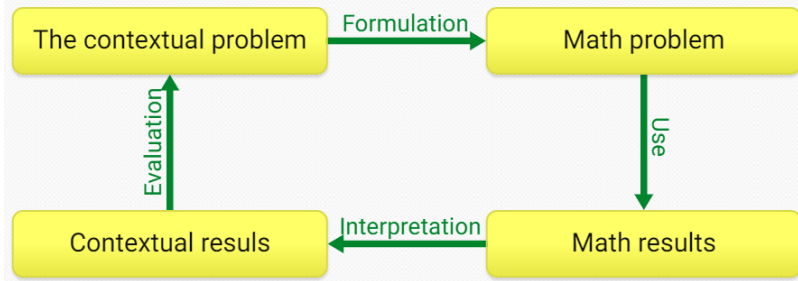 The contextual problem
Formulation
Math problem
Evaluation
Use
Contextual resuls
Interpretation
Math results